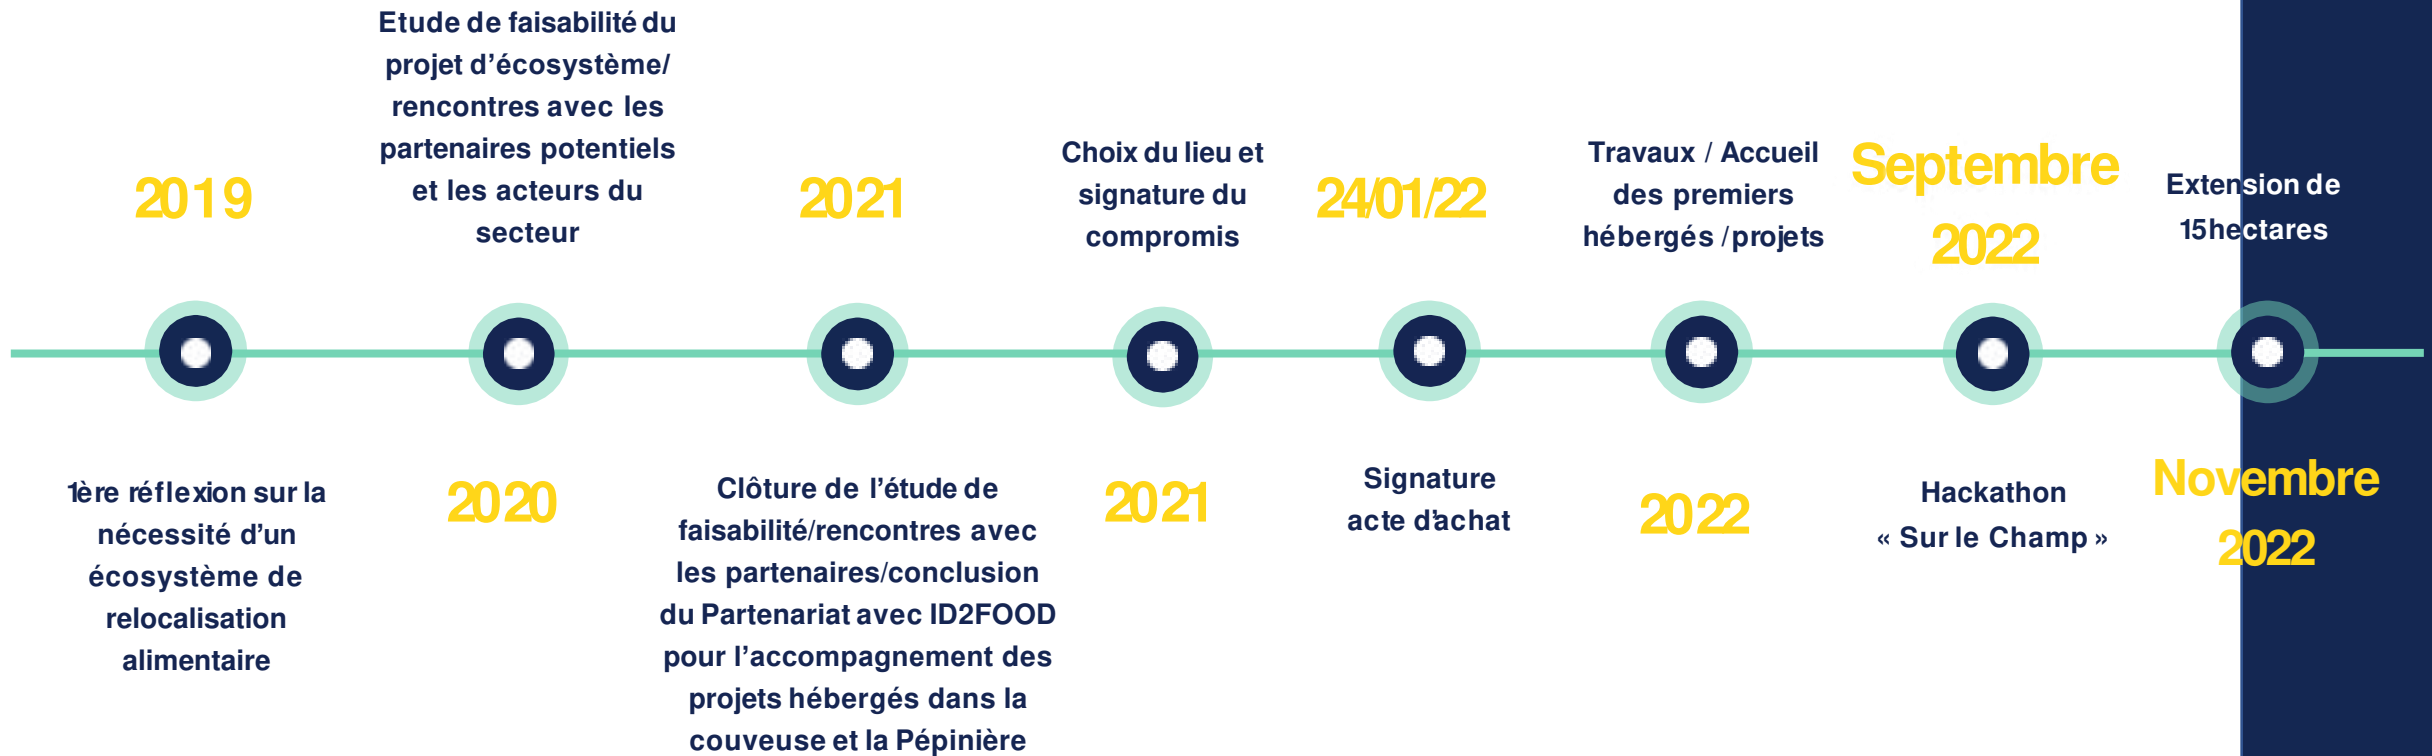 2019
1ère réflexion sur la
nécessité d’un
écosystème de
relocalisation
alimentaire
Etude de faisabilité du
projet d’écosystème/
rencontres avec les
partenaires potentiels
et les acteurs du
secteur
2020
2021
Clôture de l’étude de
faisabilité/rencontres avec
les partenaires/conclusion
du Partenariat avec ID2FOOD
pour l’accompagnement des
projets hébergés dans la
couveuse et la Pépinière
Choix du lieu et
signature du
compromis
2021
24/01/22
Signature
acte d’achat
Travaux / Accueil
des premiers
hébergés /projets
2022
Septembre
2022
Hackathon
« Sur le Champ »
Extension de
15hectares
Novembre
2022